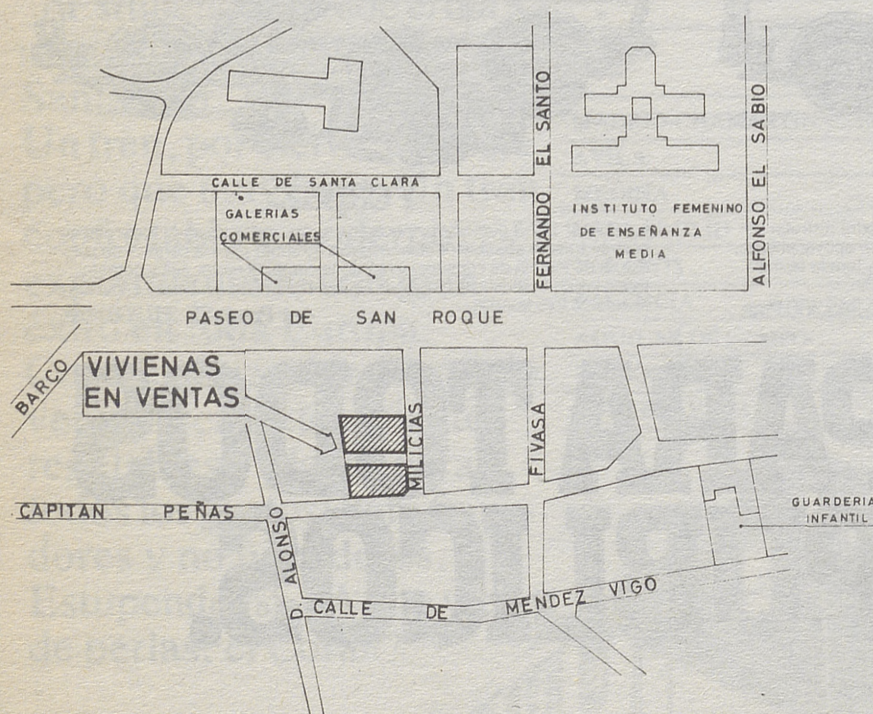 FERNANDO EL SANTO
ALFONSO EL SABIO
CALLE DE SANTA CLARA
GALERIAS
COMERCIALES
INSTITUTO FEMENINO
DE ENSEÑANZA
MEDIA
PASEO DE SAN ROQUE
BARCO
VIVIENAS
EN VENTAS
MILICIAS
FIVASA
CAPITAN PEÑAS
D. ALONSO
GUARDERIA
INFANTIL
CALLE DE MENDEZ VIGO